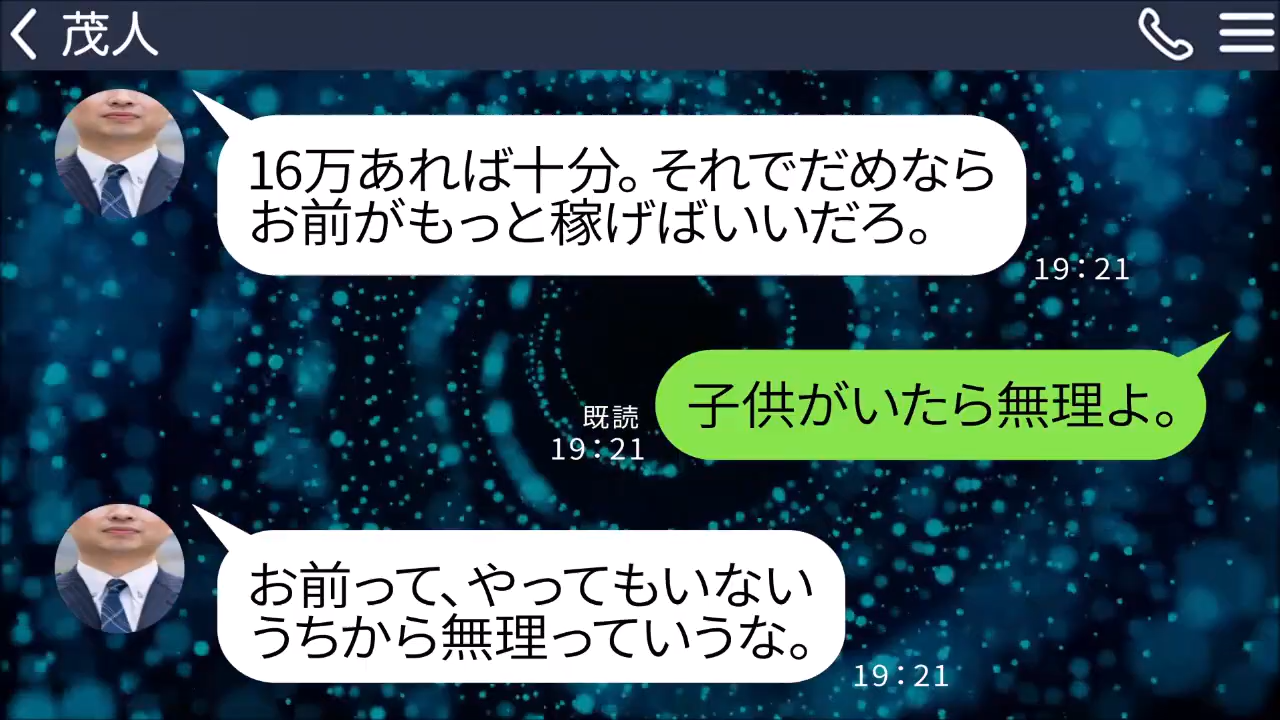 茂人
16万あれば十分。それでだめなら
お前がもっと稼げばいいだろ。
19:21
子供がいたら無理よ。
既読
19:21
お前って、やってもいない
うちから無理っていうな。
19:21